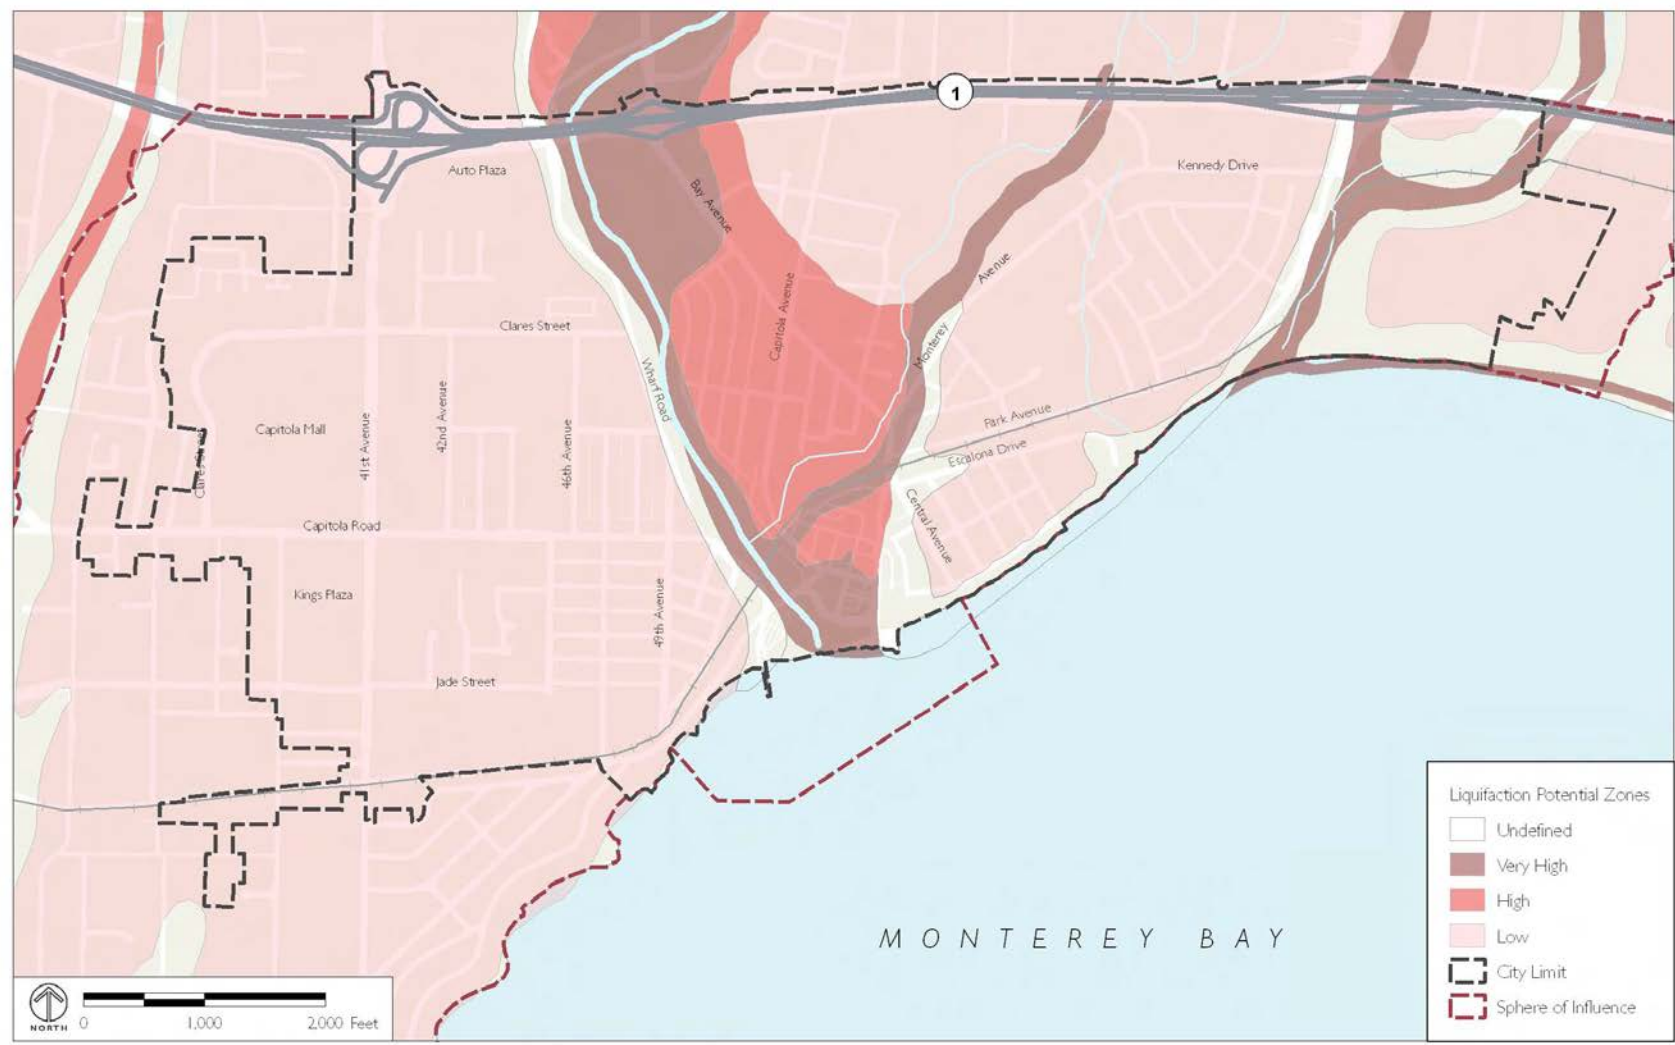 1
Auto Plaza
Kennedy Drive
Bay Avenue
Avenue
Monterey
Capitola Avenue
Clares Street
Wharf Road
42nd Avenue
41st Avenue
46th Avenue
Capitola Mall
Clares Street
Park Avenue
Escalona Drive
Central Avenue
Capitola Road
Kings Plaza
49th Avenue
Jade Street
MONTEREY BAY
Liquifaction Potential Zones
Undefined
Very High
High
Low
City Limit
Sphere of Influence
NORTH
0 1,000 2,000 Feet